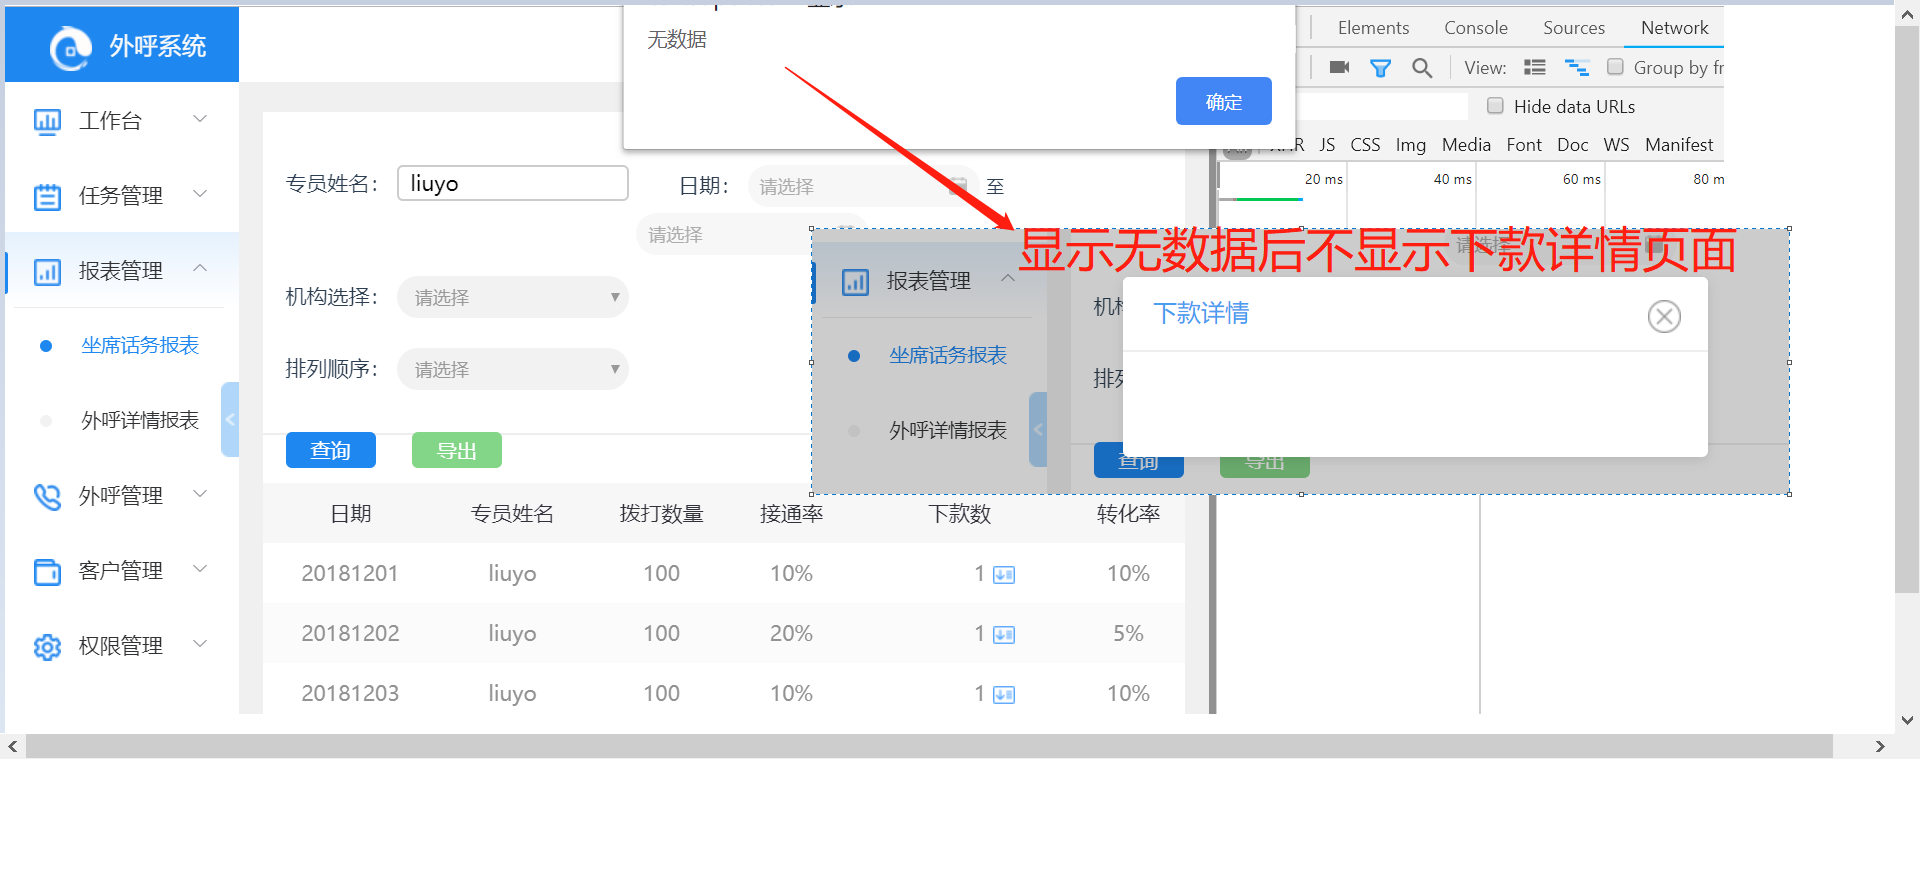 外呼系统
工作台
任务管理
报表管理
坐席话务报表
外呼详情报表
外呼管理
客户管理
权限管理
无数据
确定
专员姓名：
liuyo
日期：
请选择
至
请选择
机构选择：
请选择
▼
排列顺序：
请选择
▼
查询
导出
日期 专员姓名 拨打数量 接通率 下款数 转化率
20181201 liuyo 100 10% 1 10%
20181202 liuyo 100 20% 1 5%
20181203 liuyo 100 10% 1 10%
Elements Console Sources Network
View: Group by fr
Hide data URLs
JS CSS Img Media Font Doc WS Manifest
20 ms 40 ms 60 ms 80 m
显示无数据后不显示下款详情页面
请选择
报表管理
坐席话务报表
外呼详情报表
机
下款详情
查询
导出